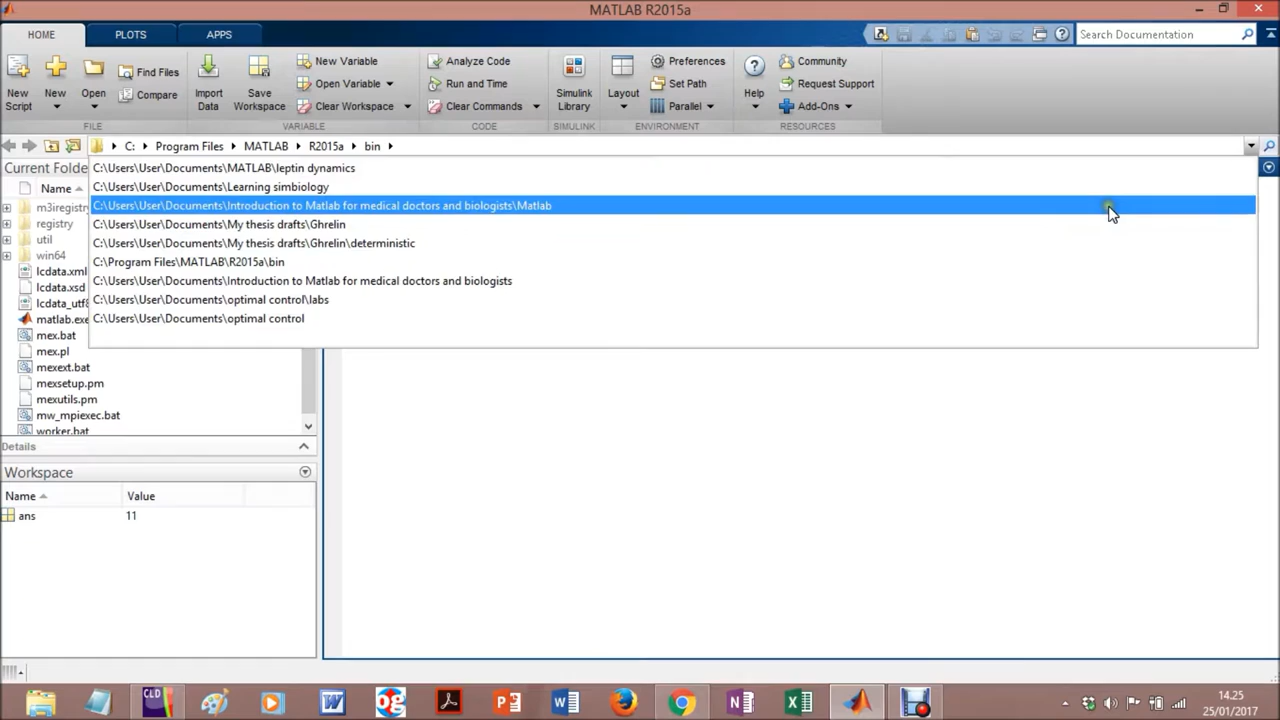 MATLAB R2015a
HOME
PLOTS
APPS
Search Documentation
New Script
New
Open
Find Files
Compare
Import Data
Save Workspace
New Variable
Open Variable
Clear Workspace
Analyze Code
Run and Time
Clear Commands
Simulink Library
Layout
Preferences
Set Path
Parallel
Help
Community
Request Support
Add-Ons
FILE
VARIABLE
CODE
SIMULINK
ENVIRONMENT
RESOURCES
C: Program Files MATLAB R2015a bin
Current Folde
Name
C:\Users\User\Documents\MATLAB\leptin dynamics
C:\Users\User\Documents\Learning simbiology
C:\Users\User\Documents\Introduction to Matlab for medical doctors and biologists\Matlab
C:\Users\User\Documents\My thesis drafts\Ghrelin
C:\Users\User\Documents\My thesis drafts\Ghrelin\deterministic
C:\Program Files\MATLAB\R2015a\bin
C:\Users\User\Documents\Introduction to Matlab for medical doctors and biologists
C:\Users\User\Documents\optimal control\labs
C:\Users\User\Documents\optimal control
m3iregistry
registry
util
win64
lcdata.xml
lcdata.xsd
lcdata_utf8
matlab.exe
mex.bat
mex.pl
mexext.bat
mexsetup.pm
mexutils.pm
mw_mpiexec.bat
worker.bat
Details
Workspace
Name Value
ans 11
CLD
og
14.25
25/01/2017